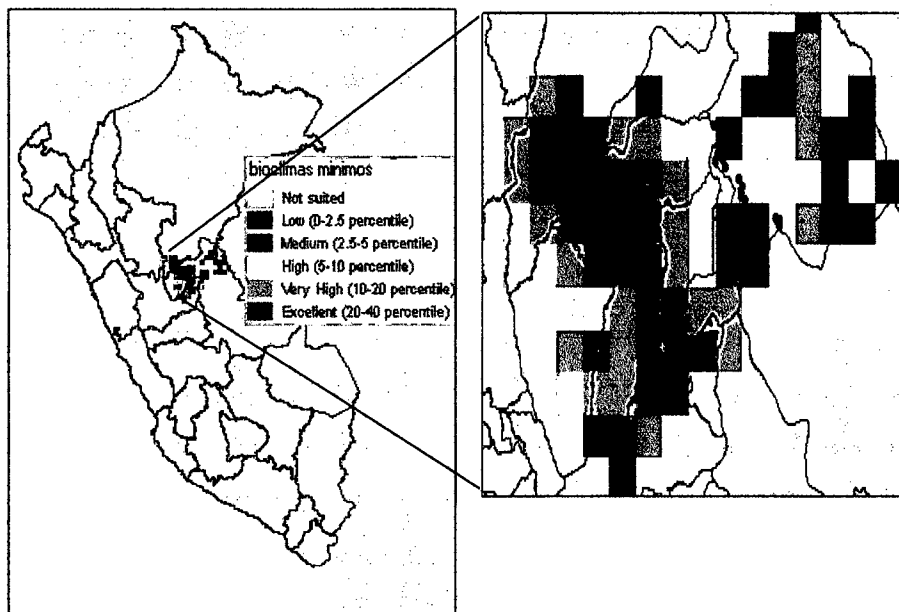 bioclimas minimos
Not suited
Low (0-2.5 percentile)
Medium (2.5-5 percentile)
High (5-10 percentile)
Very High (10-20 percentile)
Excellent (20-40 percentile)